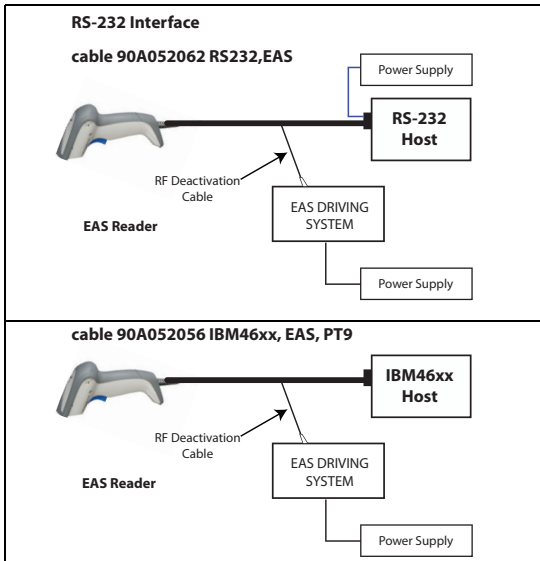 RS-232 Interface
cable 90A052062 RS232,EAS
Power Supply
RS-232
Host
RF Deactivation
Cable
EAS DRIVING
SYSTEM
EAS Reader
Power Supply
cable 90A052056 IBM46xx, EAS, PT9
IBM46xx
Host
RF Deactivation
Cable
EAS DRIVING
SYSTEM
EAS Reader
Power Supply